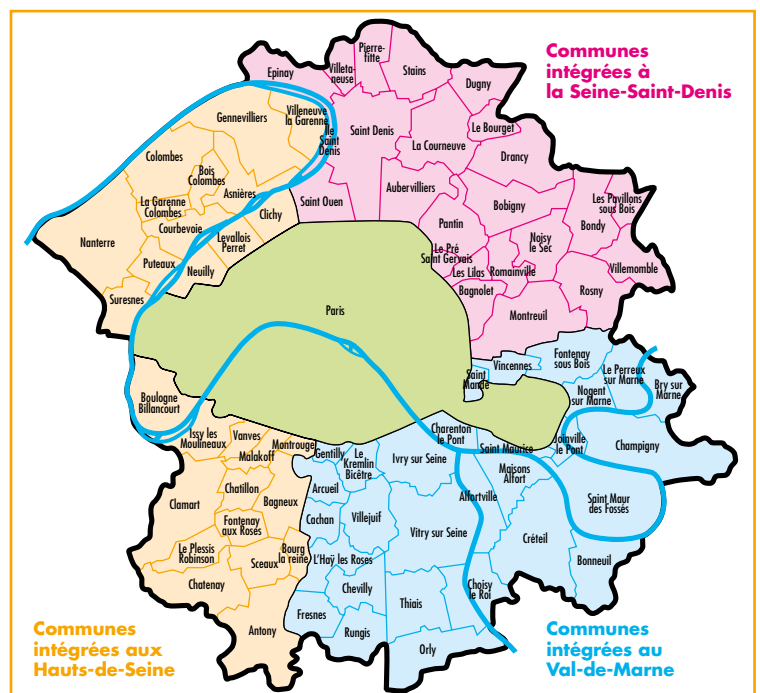 Communes
intégrées à
la Seine-Saint-Denis
Pierre-
fitte
Villeta-
neuse
Stains
Epinay
Dugny
Gennevilliers
Villeneuve
la Garenne
Ile
Saint
Denis
Saint Denis
Le Bourget
La Courneuve
Drancy
Colombes
Bois
Colombes
Asnières
Aubervilliers
Les Pavillons
sous Bois
La Garenne
Colombes
Saint Ouen
Bobigny
Clichy
Courbevoie
Pantin
Bondy
Nanterre
Levallois
Perret
Noisy
le Sec
Le Pré
Saint Gervais
Puteaux
Neuilly
Les Lilas
Romainville
Villemomble
Suresnes
Bagnolet
Rosny
Paris
Montreuil
Fontenay
sous Bois
Vincennes
Saint
Mandé
Le Perreux
sur Marne
Bry sur
Marne
Nogent
sur Marne
Boulogne
Billancourt
Charenton
le Pont
Saint Maurice
Joinville
le Pont
Champigny
Issy les
Moulineaux
Vanves
Malakoff
Montrouge
Gentilly
Le
Kremlin
Bicêtre
Ivry sur Seine
Maisons
Alfort
Clamart
Chatillon
Bagneux
Arcueil
Alfortville
Saint Maur
des Fossés
Cachan
Villejuif
Fontenay
aux Roses
Vitry sur Seine
Créteil
Le Plessis
Robinson
Sceaux
Bourg
la reine
L'Haÿ les Roses
Bonneuil
Chatenay
Chevilly
Choisy
le Roi
Thiais
Fresnes
Antony
Rungis
Orly
Communes
intégrées aux
Hauts-de-Seine
Communes
intégrées au
Val-de-Marne